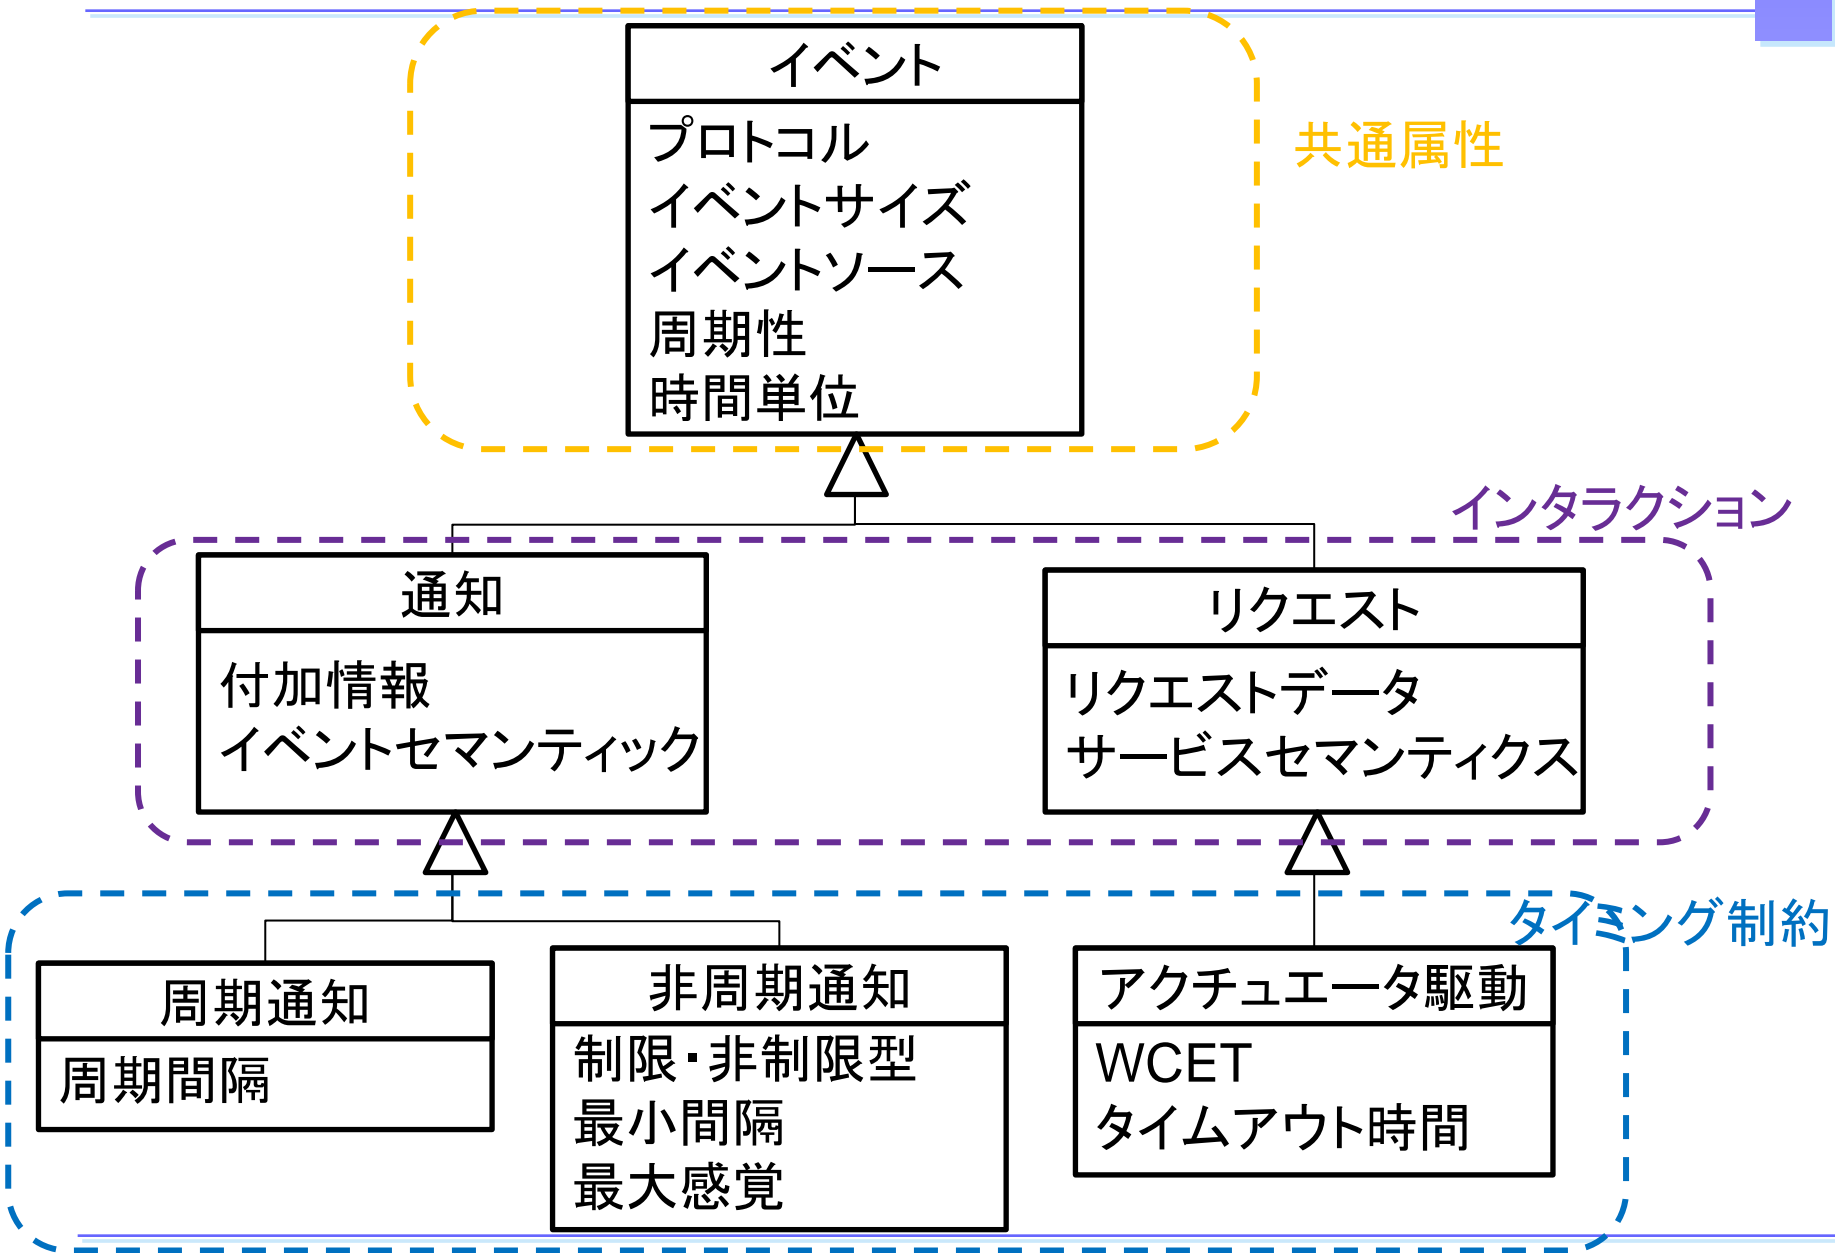 イベント
プロトコル
イベントサイズ
イベントソース
周期性
時間単位
共通属性
インタラクション
通知
付加情報
イベントセマンティック
リクエスト
リクエストデータ
サービスセマンティクス
タイミング制約
周期通知
周期間隔
非周期通知
制限・非制限型
最小間隔
最大感覚
アクチュエータ駆動
WCET
タイムアウト時間